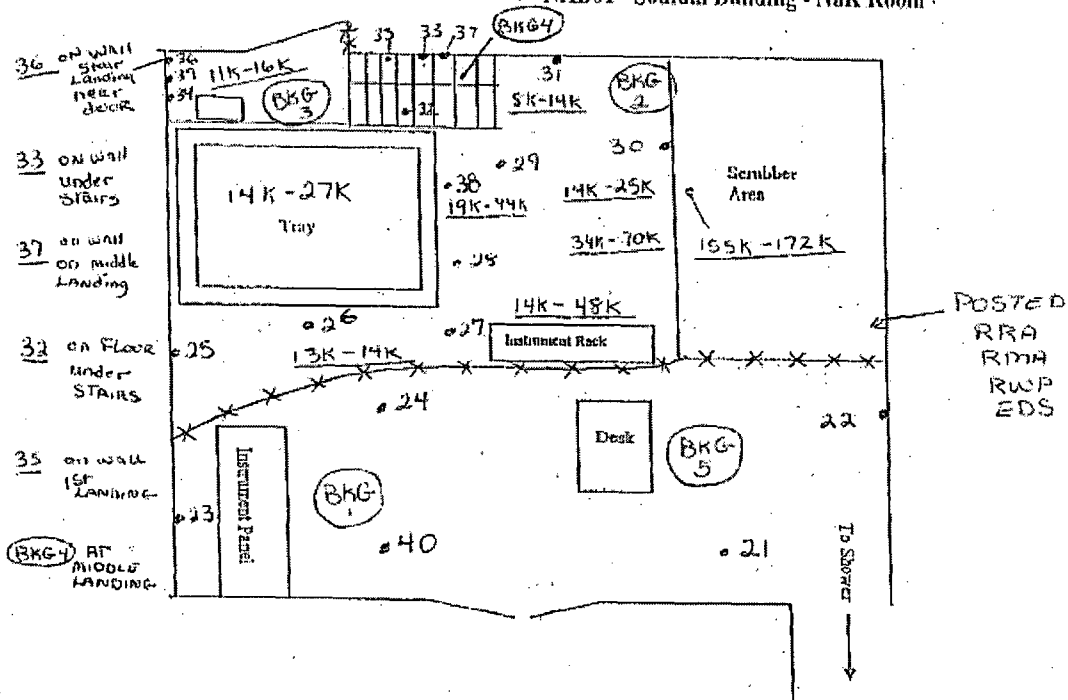 Sodium Building - NaK Room
36 ON WALL
Stair
Landing
near
door
33 ON WALL
under
Stairs
37 on wall
on middle
LANDING
32 on FLOOR
under
STAIRS
35 on wall
1st
LANDING
BKG4 AT
MIDDLE
LANDING
36
39
34
11K-16K
BKG
3
35
33
37
BKG4
32
31
8K-14K
BKG
2
30
29
38
19K-44K
14K-25K
34K-70K
28
Scrubber
Area
155K-172K
14K-27K
Tray
26
27
14K-48K
Instrument Rack
25
13K-14K
24
POSTED
RRA
RMA
RWP
EDS
22
Desk
BKG
5
Instrument Panel
BKG
1
23
40
21
To Shower